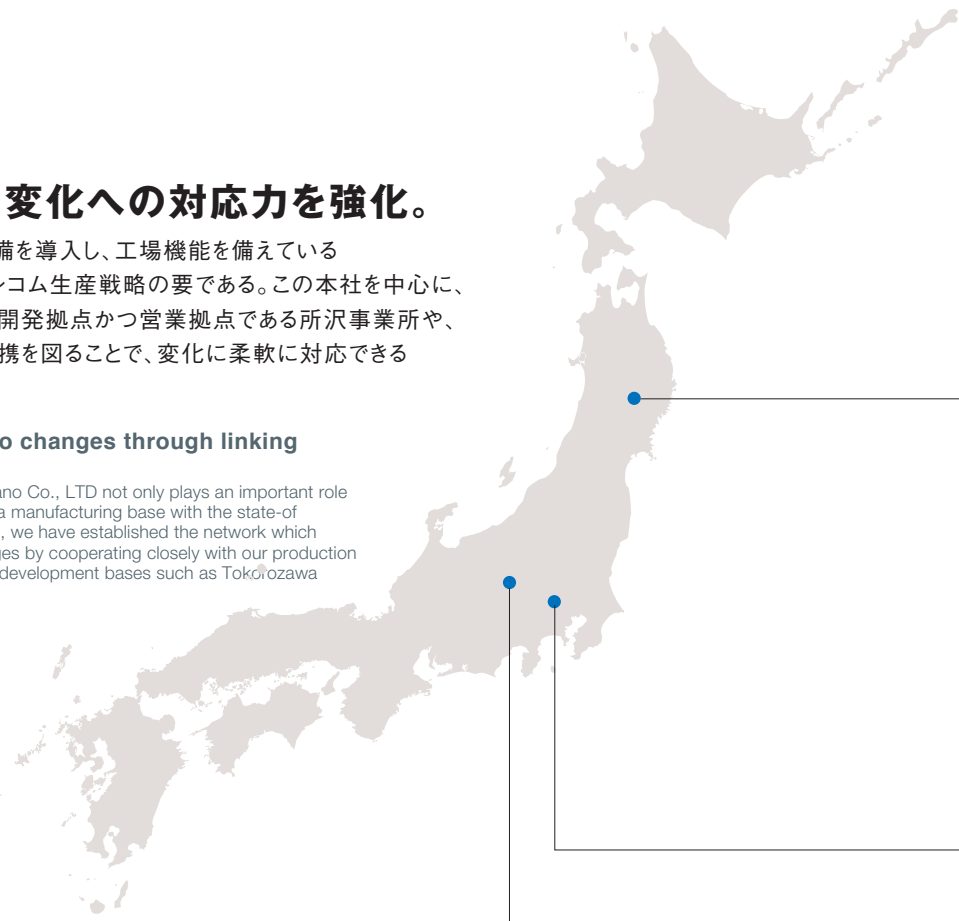 変化への対応力を強化。
備を導入し、工場機能を備えている
コム生産戦略の要である。この本社を中心に、
開発拠点かつ営業拠点である所沢事業所や、
携を図ることで、変化に柔軟に対応できる
o changes through linking
ano Co., LTD not only plays an important role
a manufacturing base with the state-of
, we have established the network which
ges by cooperating closely with our production
development bases such as Tokorozawa